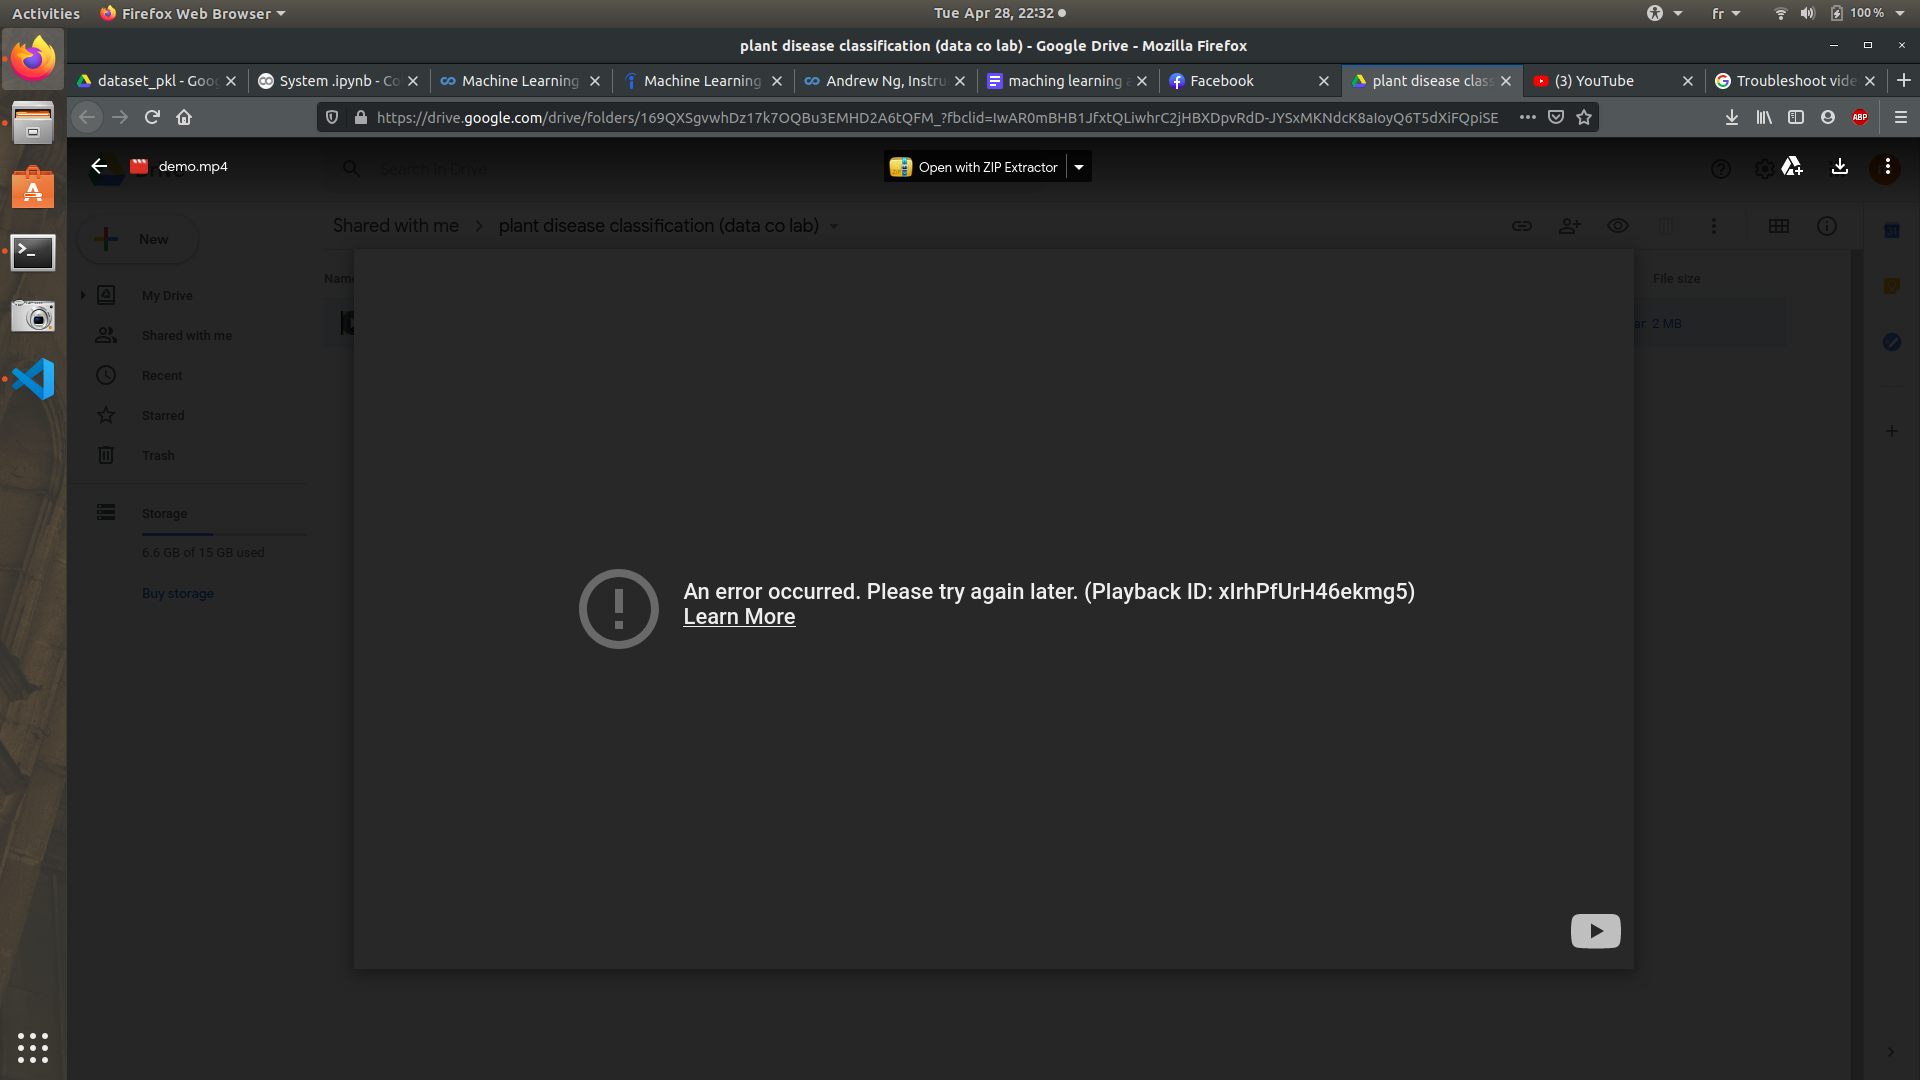 Activities Firefox Web Browser Tue Apr 28, 22:32 fr 100 %
plant disease classification (data co lab) - Google Drive - Mozilla Firefox
dataset_pkl - Goog System .ipynb - Co Machine Learning Machine Learning Andrew Ng, Instru maching learning a Facebook plant disease class (3) YouTube Troubleshoot vide
https://drive.google.com/drive/folders/169QXSgvwhDz17k7OQBu3EMHD2A6tQFM_?fbclid=IwAR0mBHB1JfxtQLiwhrC2jHBXDpvRdD-JYSxMKNdcK8aIoyQ6T5dXiFQpiSE ABP
demo.mp4 Search in Drive Open with ZIP Extractor
New Shared with me plant disease classification (data co lab)
Name File size
My Drive
ar 2 MB
Shared with me
Recent
Starred
Trash
Storage
6.6 GB of 15 GB used
Buy storage
An error occurred. Please try again later. (Playback ID: xIrhPfUrH46ekmg5)
Learn More